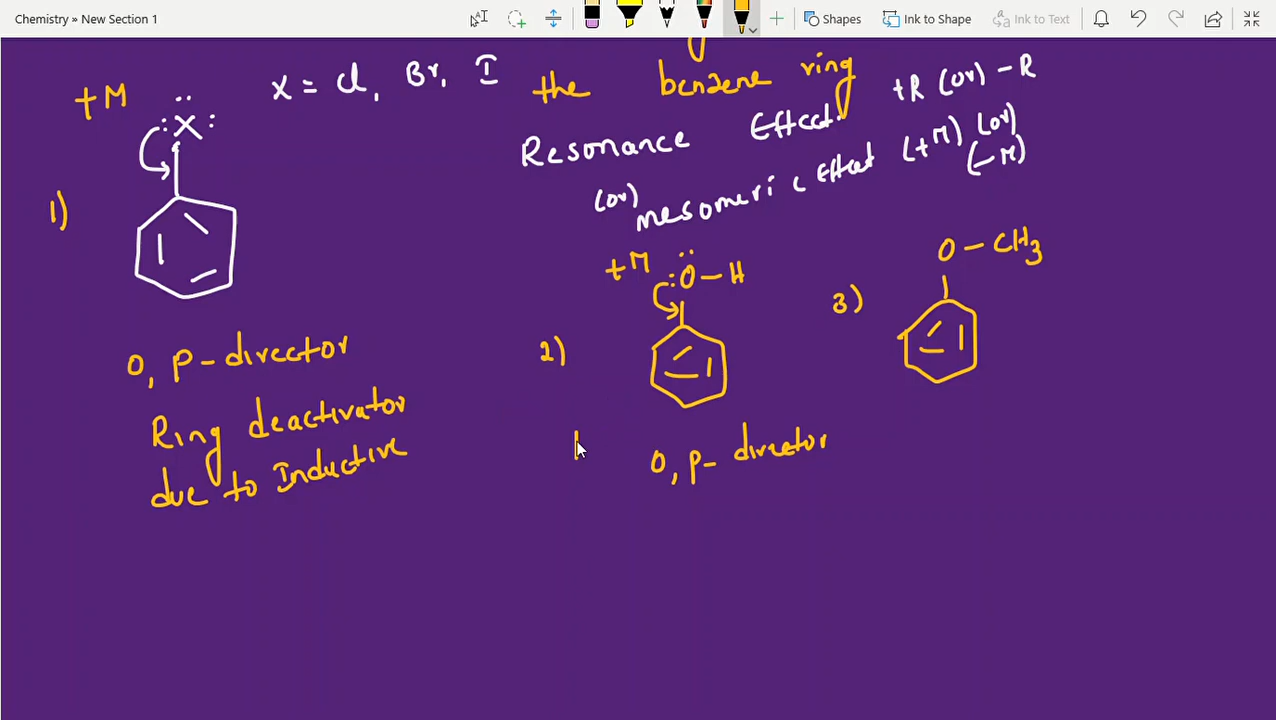 Chemistry » New Section 1
Shapes
Ink to Shape
Ink to Text
the benzene ring
+M
X = Cl, Br, I
+R (or) -R
Resonance Effect
:Ẍ:
(or) mesomeric Effect (+M) (or)
(-M)
1)
+M
:Ö - H
O - CH3
2)
3)
O, P-director
Ring deactivator
due to Inductive
O, P- director